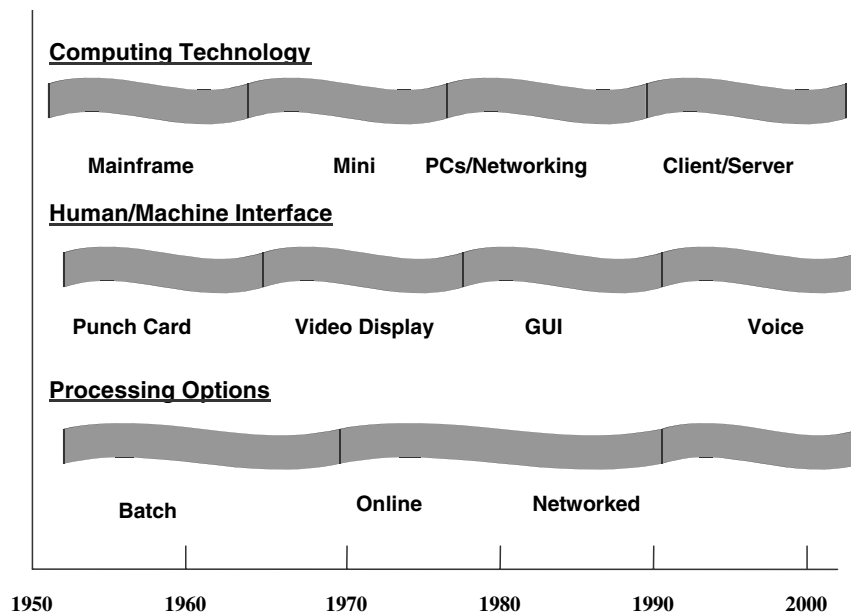 Computing Technology
Mainframe Mini PCs/Networking Client/Server
Human/Machine Interface
Punch Card Video Display GUI Voice
Processing Options
Batch Online Networked
1950 1960 1970 1980 1990 2000